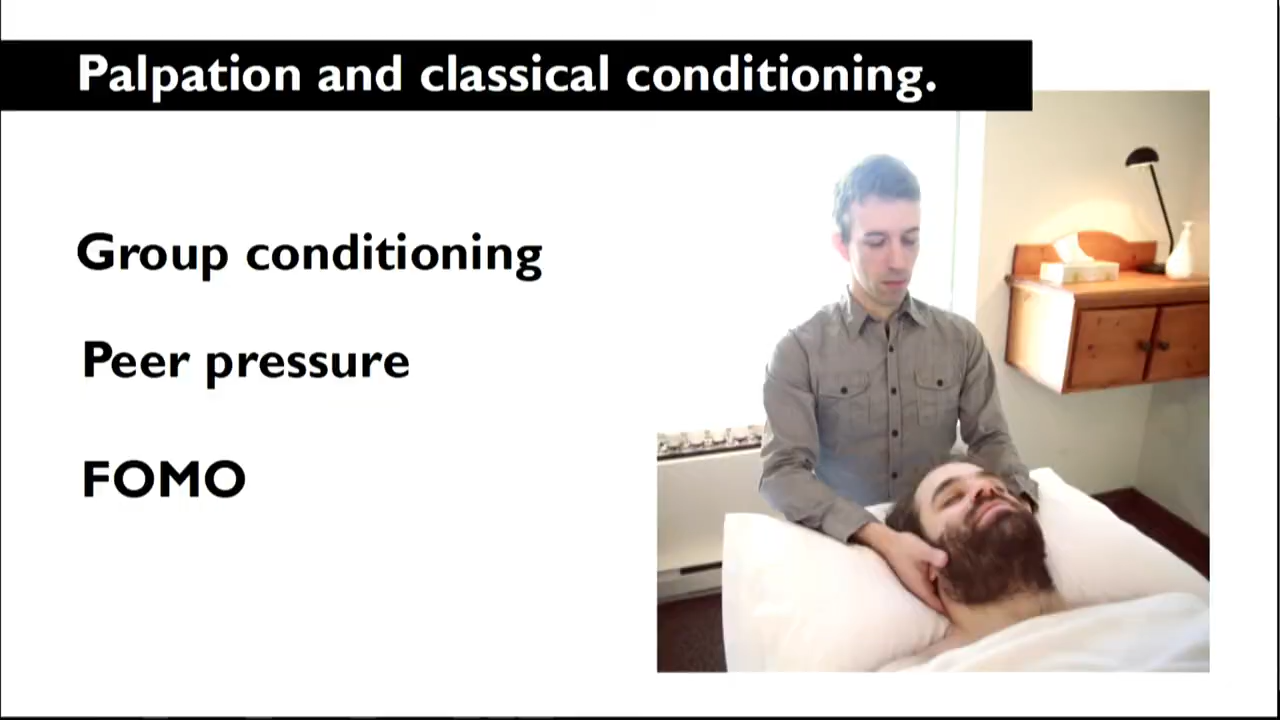 Palpation and classical conditioning.
Group conditioning
Peer pressure
FOMO